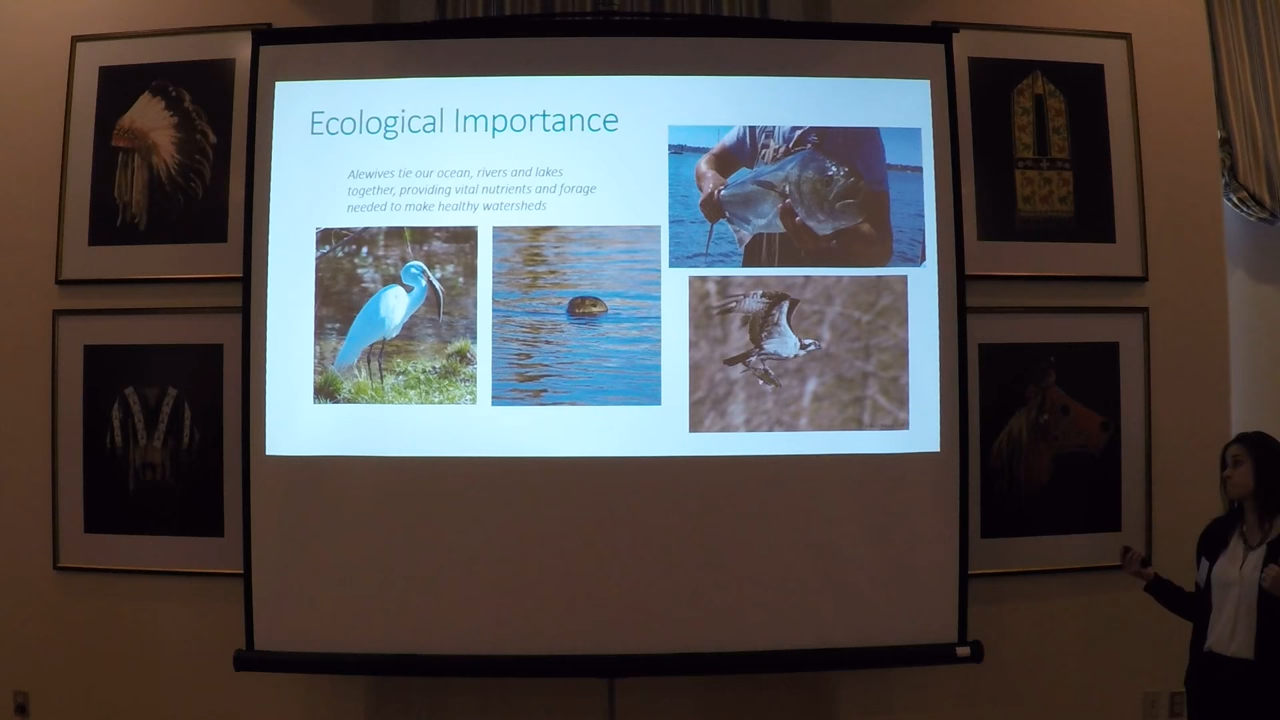 Ecological Importance
Alewives tie our ocean, rivers and lakes
together, providing vital nutrients and forage
needed to make healthy watersheds